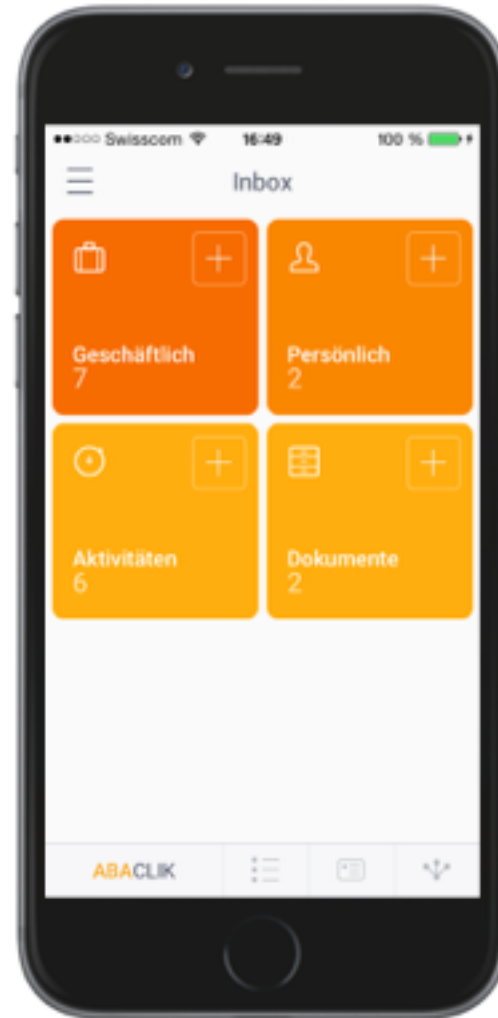 Swisscom 16:49 100 %
Inbox
Geschäftlich
7
Persönlich
2
Aktivitäten
6
Dokumente
2
ABACLIK